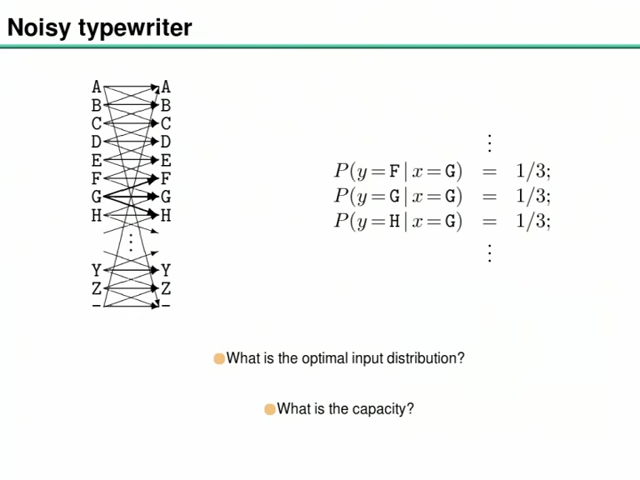 Noisy typewriter
A A
B B
C C
D D
E E
F F
G G
H H
⋮
Y Y
Z Z
- -
⋮
P(y=F|x=G) = 1/3;
P(y=G|x=G) = 1/3;
P(y=H|x=G) = 1/3;
⋮
What is the optimal input distribution?
What is the capacity?